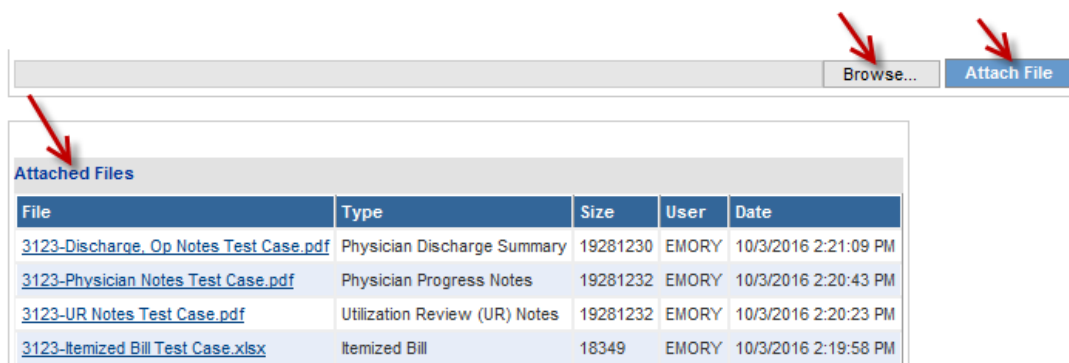 Browse... Attach File
Attached Files
File Type Size User Date
3123-Discharge, Op Notes Test Case.pdf Physician Discharge Summary 19281230 EMORY 10/3/2016 2:21:09 PM
3123-Physician Notes Test Case.pdf Physician Progress Notes 19281232 EMORY 10/3/2016 2:20:43 PM
3123-UR Notes Test Case.pdf Utilization Review (UR) Notes 19281232 EMORY 10/3/2016 2:20:23 PM
3123-Itemized Bill Test Case.xlsx Itemized Bill 18349 EMORY 10/3/2016 2:19:58 PM